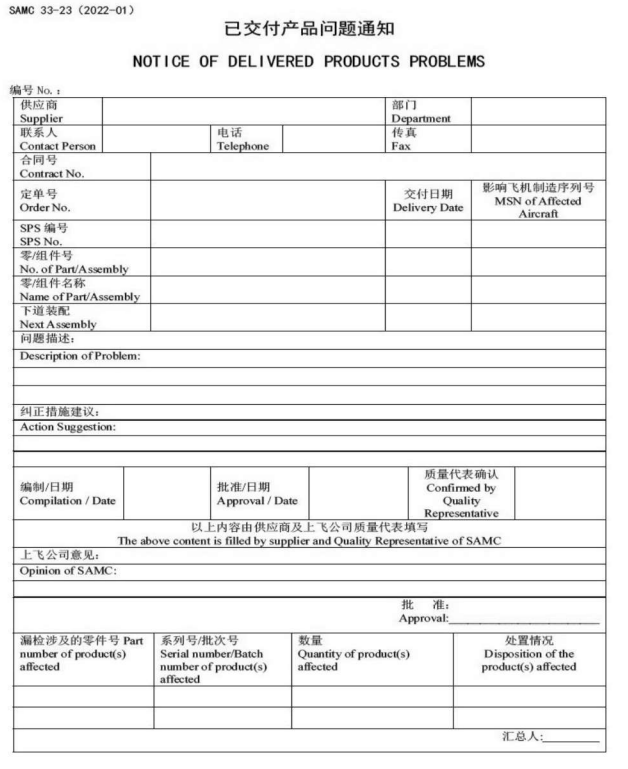 SAMC 33-23（2022-01）
已交付产品问题通知
NOTICE OF DELIVERED PRODUCTS PROBLEMS
编号 No.：
供应商
Supplier
部门
Department
联系人
Contact Person
电话
Telephone
传真
Fax
合同号
Contract No.
定单号
Order No.
交付日期
Delivery Date
影响飞机制造序列号
MSN of Affected
Aircraft
SPS 编号
SPS No.
零/组件号
No. of Part/Assembly
零/组件名称
Name of Part/Assembly
下道装配
Next Assembly
问题描述：
Description of Problem:
纠正措施建议：
Action Suggestion:
编制/日期
Compilation / Date
批准/日期
Approval / Date
质量代表确认
Confirmed by
Quality
Representative
以上内容由供应商及上飞公司质量代表填写
The above content is filled by supplier and Quality Representative of SAMC
上飞公司意见：
Opinion of SAMC:
批 准：
Approval:
漏检涉及的零件号 Part
number of product(s)
affected
系列号/批次号
Serial number/Batch
number of product(s)
affected
数量
Quantity of product(s)
affected
处置情况
Disposition of the
product(s) affected
汇总人: